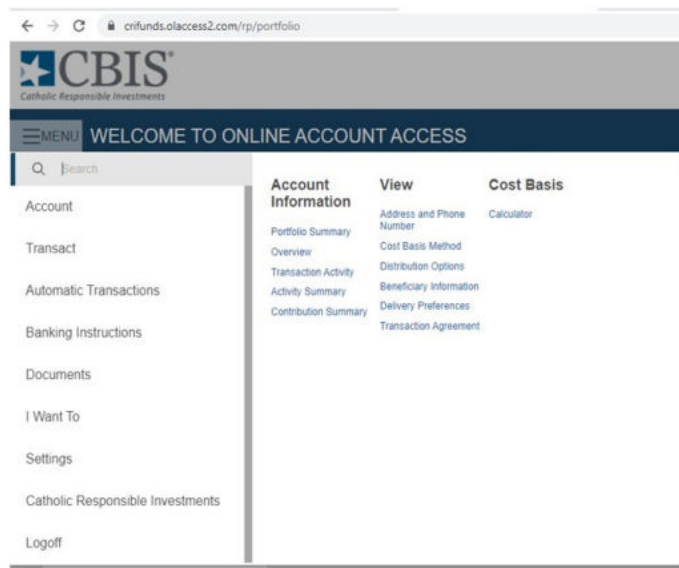 crifunds.olaccess2.com/rp/portfolio
CBIS
Catholic Responsible Investments
MENU WELCOME TO ONLINE ACCOUNT ACCESS
Search
Account
Transact
Automatic Transactions
Banking Instructions
Documents
I Want To
Settings
Catholic Responsible Investments
Logoff
Account
Information
Portfolio Summary
Overview
Transaction Activity
Activity Summary
Contribution Summary
View
Address and Phone
Number
Cost Basis Method
Distribution Options
Beneficiary Information
Delivery Preferences
Transaction Agreement
Cost Basis
Calculator